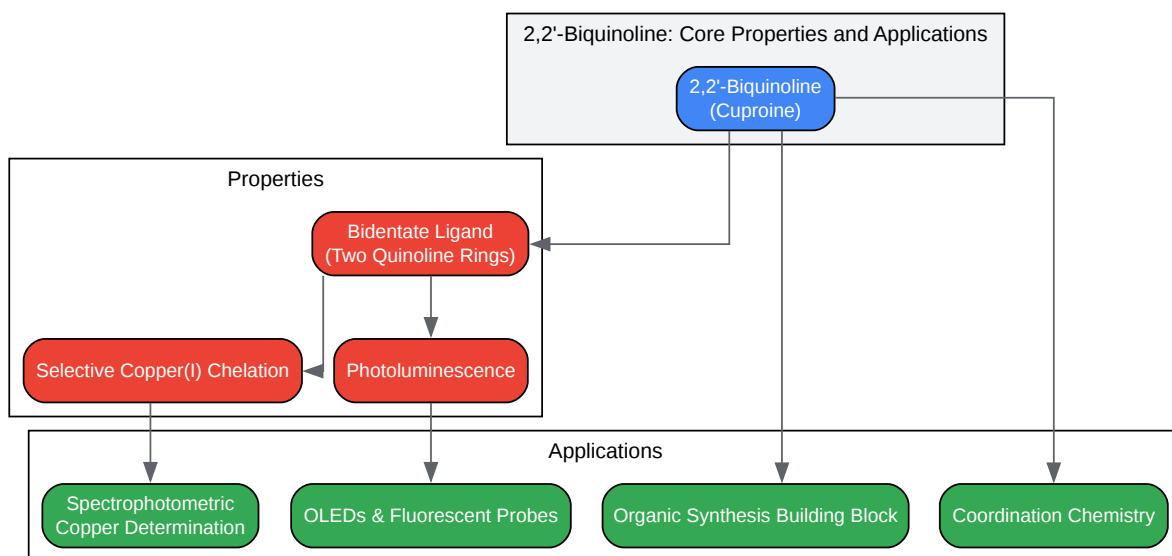 2,2'-Biquinoline: Core Properties and Applications
2,2'-Biquinoline
(Cuproine)
Properties
Bidentate Ligand
(Two Quinoline Rings)
Selective Copper(I) Chelation
Photoluminescence
Applications
Spectrophotometric
Copper Determination
OLEDs & Fluorescent Probes
Organic Synthesis Building Block
Coordination Chemistry